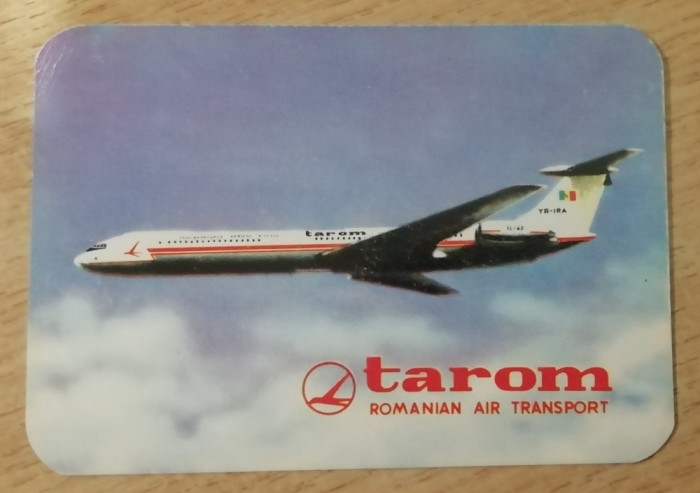 tarom
YR-IRA
IL-62
tarom
ROMANIAN AIR TRANSPORT